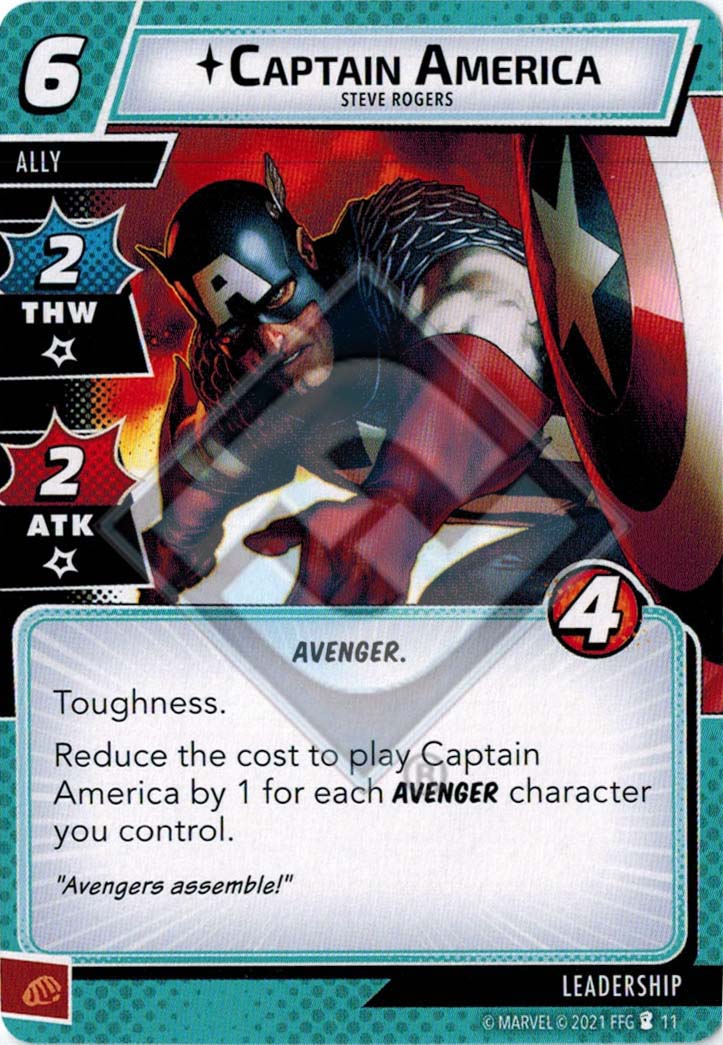 6
CAPTAIN AMERICA
STEVE ROGERS
ALLY
2
THW
2
ATK
4
AVENGER.
Toughness.
Reduce the cost to play Captain
America by 1 for each AVENGER character
you control.
"Avengers assemble!"
LEADERSHIP
© MARVEL © 2021 FFG 11